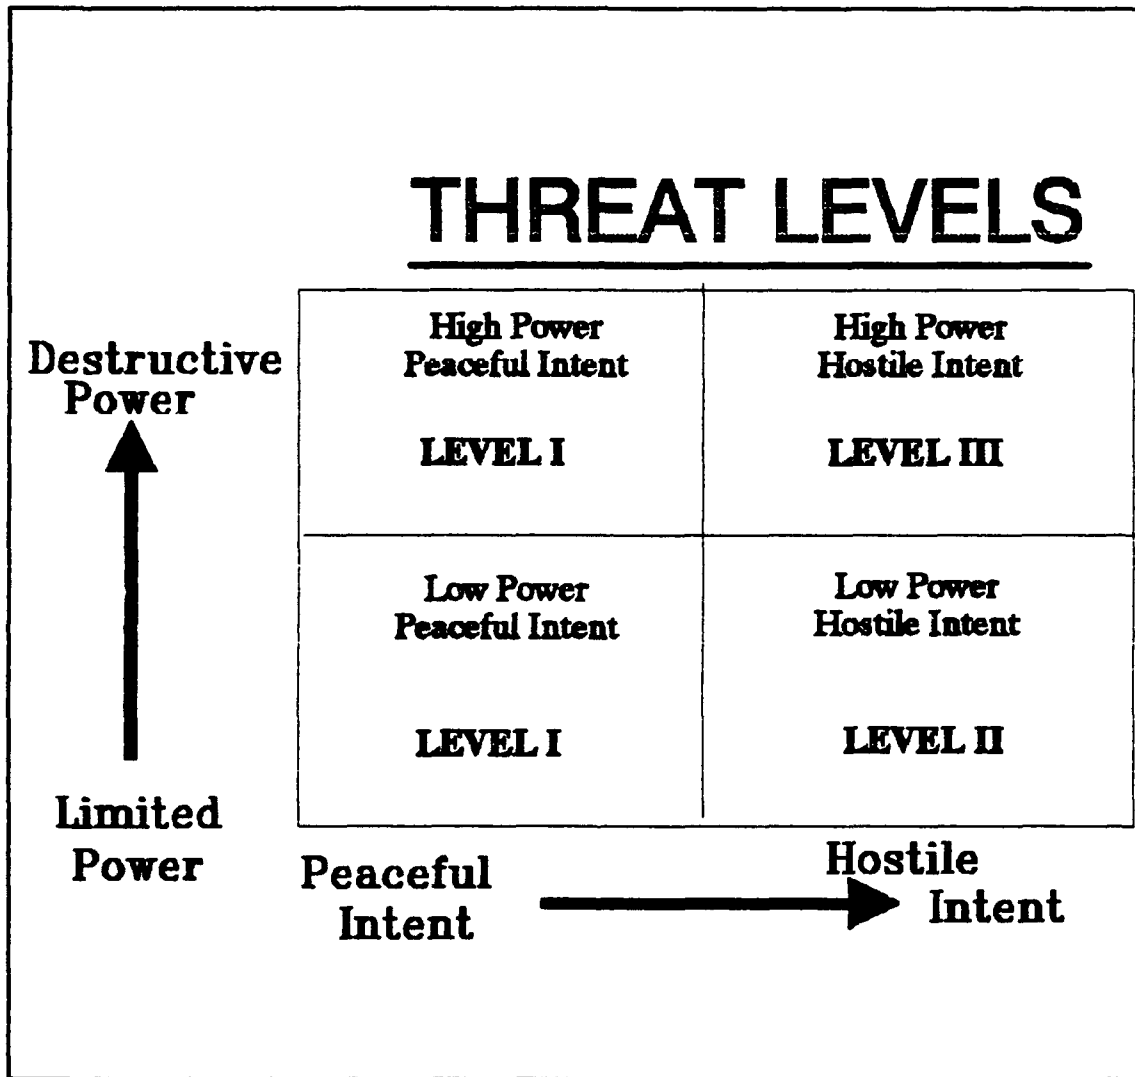 THREAT LEVELS
Destructive
Power
High Power
Peaceful Intent
LEVEL I
High Power
Hostile Intent
LEVEL III
Low Power
Peaceful Intent
LEVEL I
Low Power
Hostile Intent
LEVEL II
Limited
Power
Peaceful
Intent
Hostile
Intent